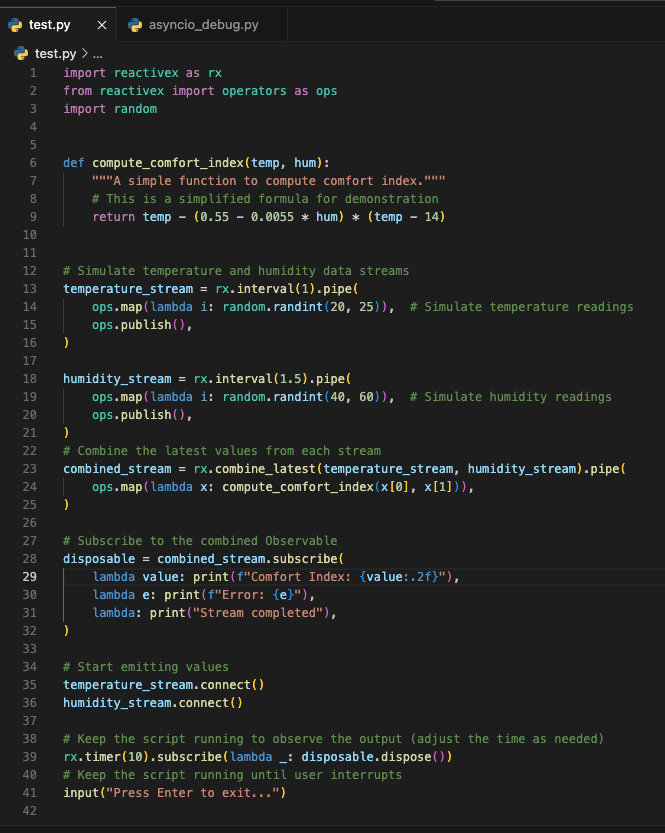 test.py × asyncio_debug.py
test.py > ...
1 import reactivex as rx
2 from reactivex import operators as ops
3 import random
4
5
6 def compute_comfort_index(temp, hum):
7     """A simple function to compute comfort index."""
8     # This is a simplified formula for demonstration
9     return temp - (0.55 - 0.0055 * hum) * (temp - 14)
10
11
12 # Simulate temperature and humidity data streams
13 temperature_stream = rx.interval(1).pipe(
14     ops.map(lambda i: random.randint(20, 25)),  # Simulate temperature readings
15     ops.publish(),
16 )
17
18 humidity_stream = rx.interval(1.5).pipe(
19     ops.map(lambda i: random.randint(40, 60)),  # Simulate humidity readings
20     ops.publish(),
21 )
22 # Combine the latest values from each stream
23 combined_stream = rx.combine_latest(temperature_stream, humidity_stream).pipe(
24     ops.map(lambda x: compute_comfort_index(x[0], x[1])),
25 )
26
27 # Subscribe to the combined Observable
28 disposable = combined_stream.subscribe(
29     lambda value: print(f"Comfort Index: {value:.2f}"),
30     lambda e: print(f"Error: {e}"),
31     lambda: print("Stream completed"),
32 )
33
34 # Start emitting values
35 temperature_stream.connect()
36 humidity_stream.connect()
37
38 # Keep the script running to observe the output (adjust the time as needed)
39 rx.timer(10).subscribe(lambda _: disposable.dispose())
40 # Keep the script running until user interrupts
41 input("Press Enter to exit...")
42